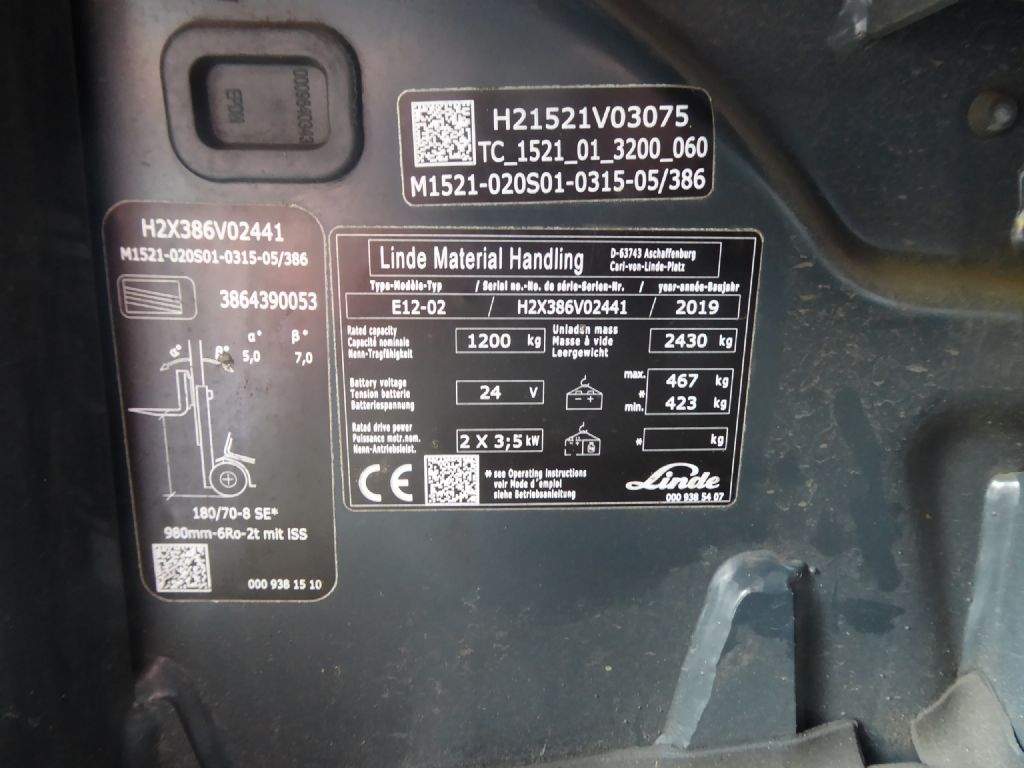 0009640343
EPDM
H21521V03075
TC_1521_01_3200_060
M1521-020S01-0315-05/386
H2X386V02441
M1521-020S01-0315-05/386
3864390053
α° β°
5,0 7,0
α° β°
180/70-8 SE*
980mm-6Ro-2t mit ISS
000 938 15 10
Linde Material Handling
D-63743 Aschaffenburg
Carl-von-Linde-Platz
Type-Modèle-Typ / Serial no.-No. de série-Serien-Nr. / year-année-Baujahr
E12-02 / H2X386V02441 / 2019
Rated capacity
Capacité nominale
Nenn-Tragfähigkeit
1200 kg
Unladen mass
Masse à vide
Leergewicht
2430 kg
Battery voltage
Tension batterie
Batteriespannung
24 V
max. 467 kg
*
min. 423 kg
Rated drive power
Puissance motr.nom.
Nenn-Antriebsleist.
2 X 3;5 kW
* kg
CE
* see Operating Instructions
voir Mode d'emploi
siehe Betriebsanleitung
Linde
000 938 54 07